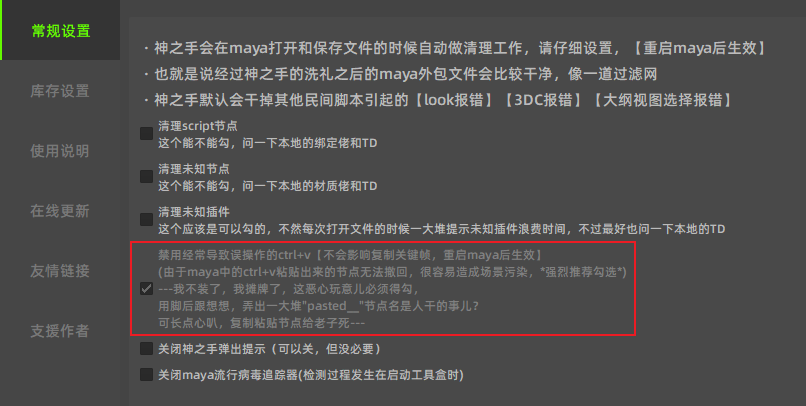 常规设置
库存设置
使用说明
在线更新
友情链接
支援作者
· 神之手会在maya打开和保存文件的时候自动做清理工作，请仔细设置，【重启maya后生效】
· 也就是说经过神之手的洗礼之后的maya外包文件会比较干净，像一道过滤网
· 神之手默认会干掉其他民间脚本引起的【look报错】【3DC报错】【大纲视图选择报错】
清理script节点
这个能不能勾，问一下本地的绑定佬和TD
清理未知节点
这个能不能勾，问一下本地的材质佬和TD
清理未知插件
这个应该是可以勾的，不然每次打开文件的时候一大堆提示未知插件浪费时间，不过最好也问一下本地的TD
禁用经常导致误操作的ctrl+v【不会影响复制关键帧，重启maya后生效】
(由于maya中的ctrl+v粘贴出来的节点无法撤回，很容易造成场景污染，*强烈推荐勾选*)
---我不装了，我摊牌了，这恶心玩意儿必须得勾，
用脚后跟想想，弄出一大堆"pasted__"节点名是人干的事儿?
可长点心叭，复制粘贴节点给老子死---
关闭神之手弹出提示（可以关，但没必要）
关闭maya流行病毒追踪器(检测过程发生在启动工具盒时)